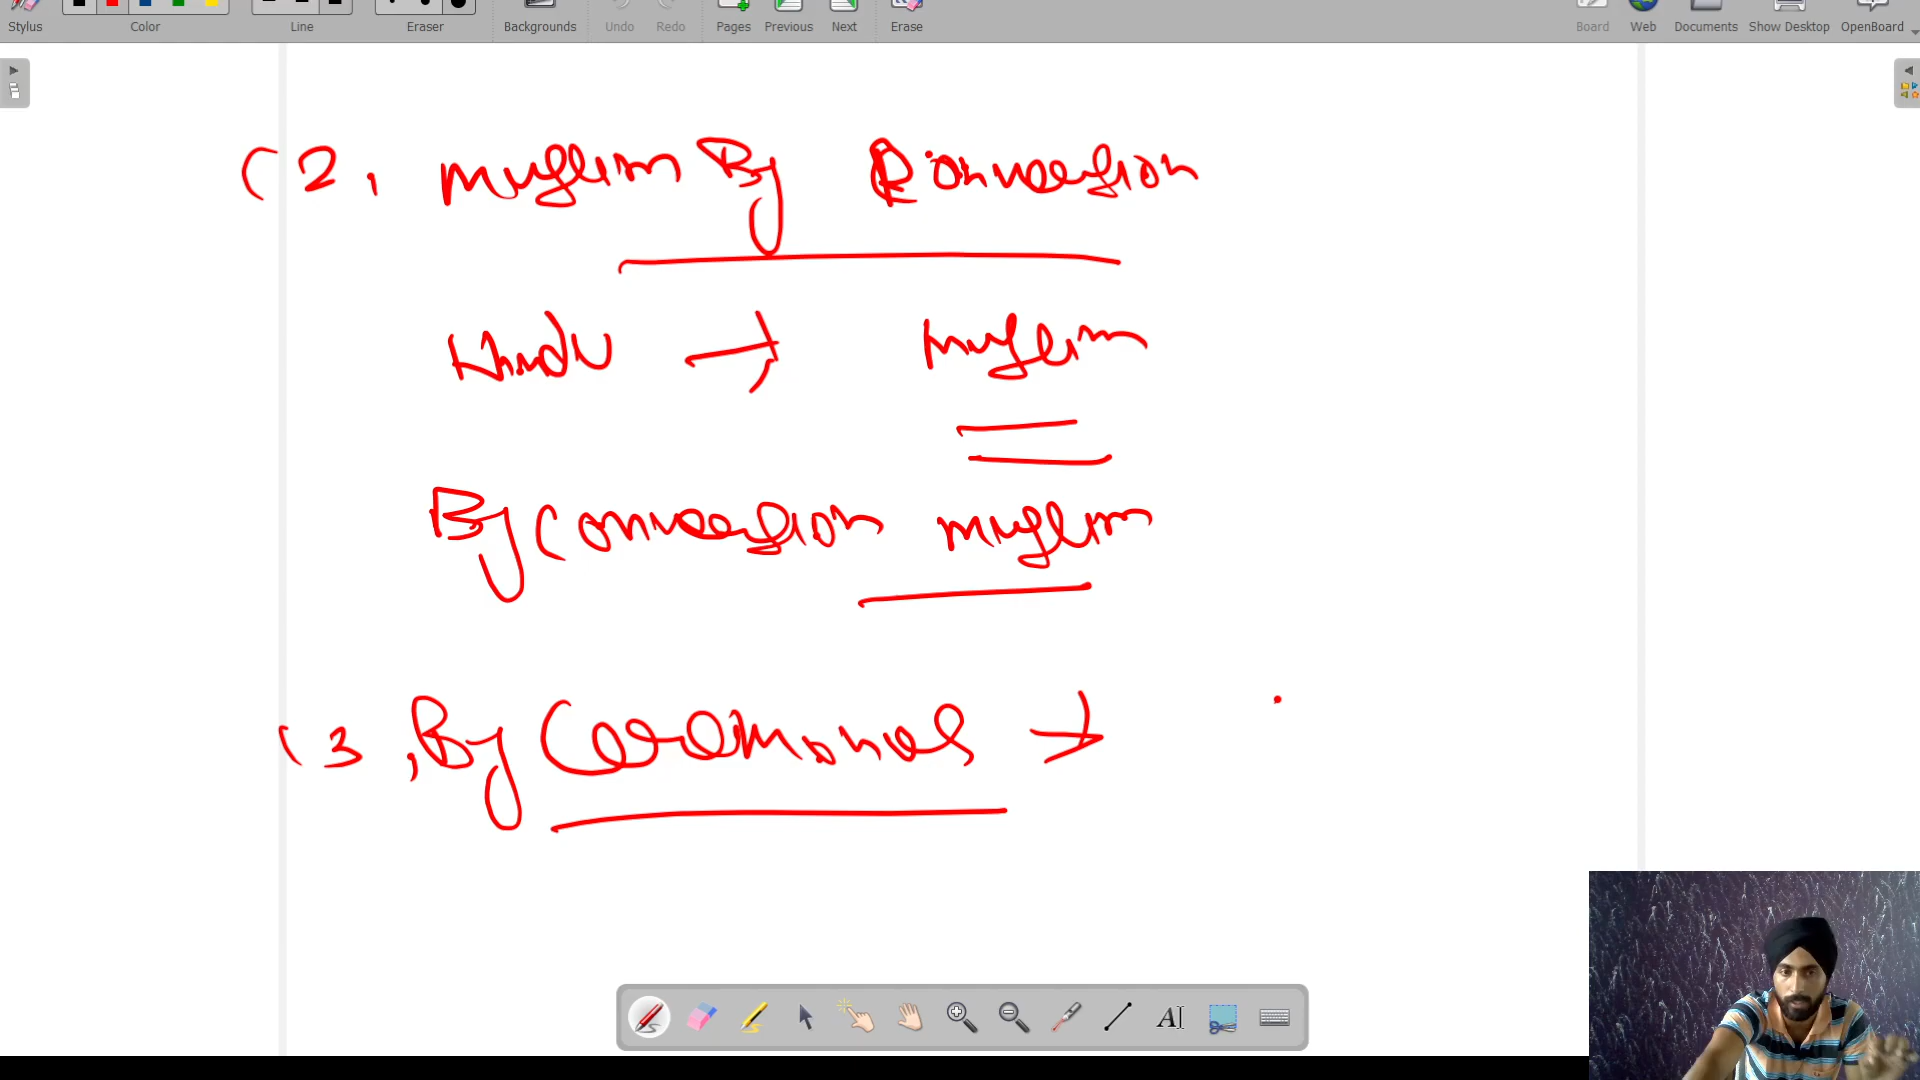 Stylus Color Line Eraser Backgrounds Undo Redo Pages Previous Next Erase Board Web Documents Show Desktop OpenBoard
(2, Muslim By Conversion
Hindu →  Muslim
By Conversion Muslim
(3, By Ceremones →